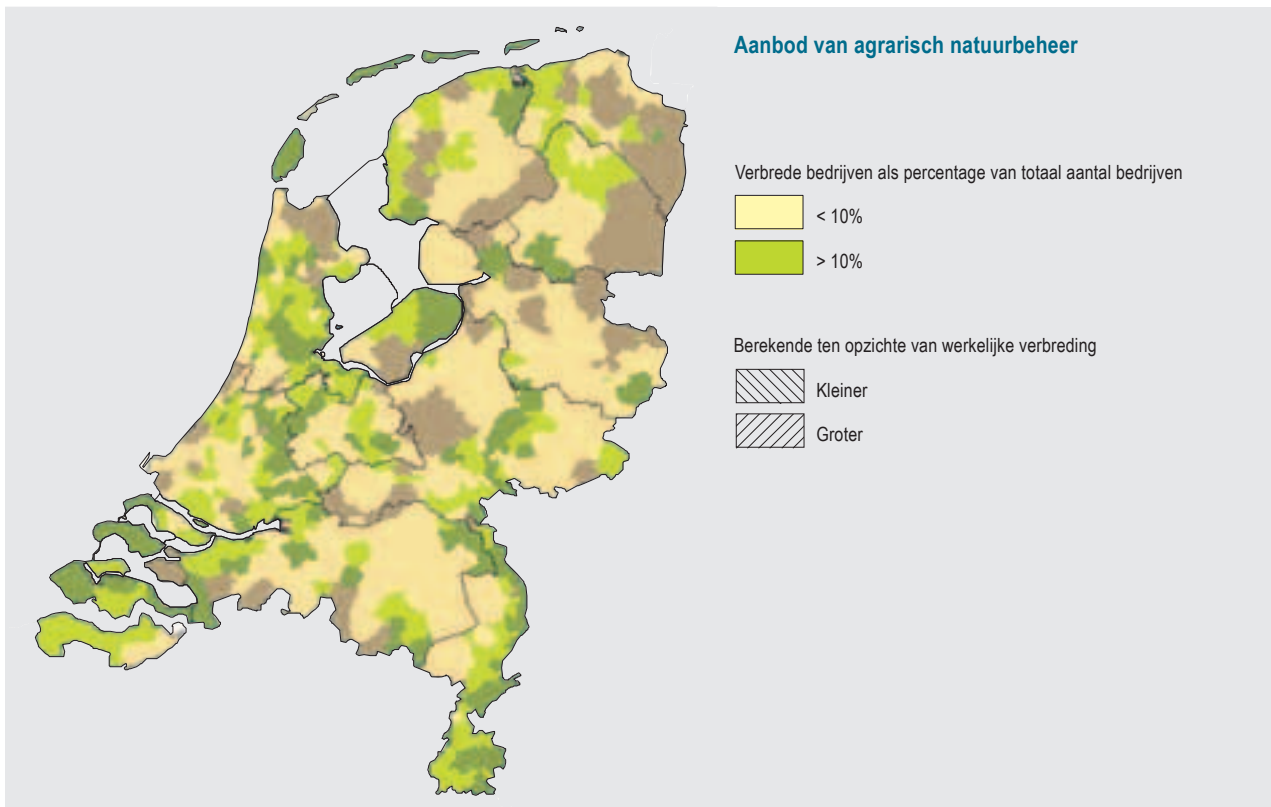 Aanbod van agrarisch natuurbeheer
Verbrede bedrijven als percentage van totaal aantal bedrijven
< 10%
> 10%
Berekende ten opzichte van werkelijke verbreding
Kleiner
Groter